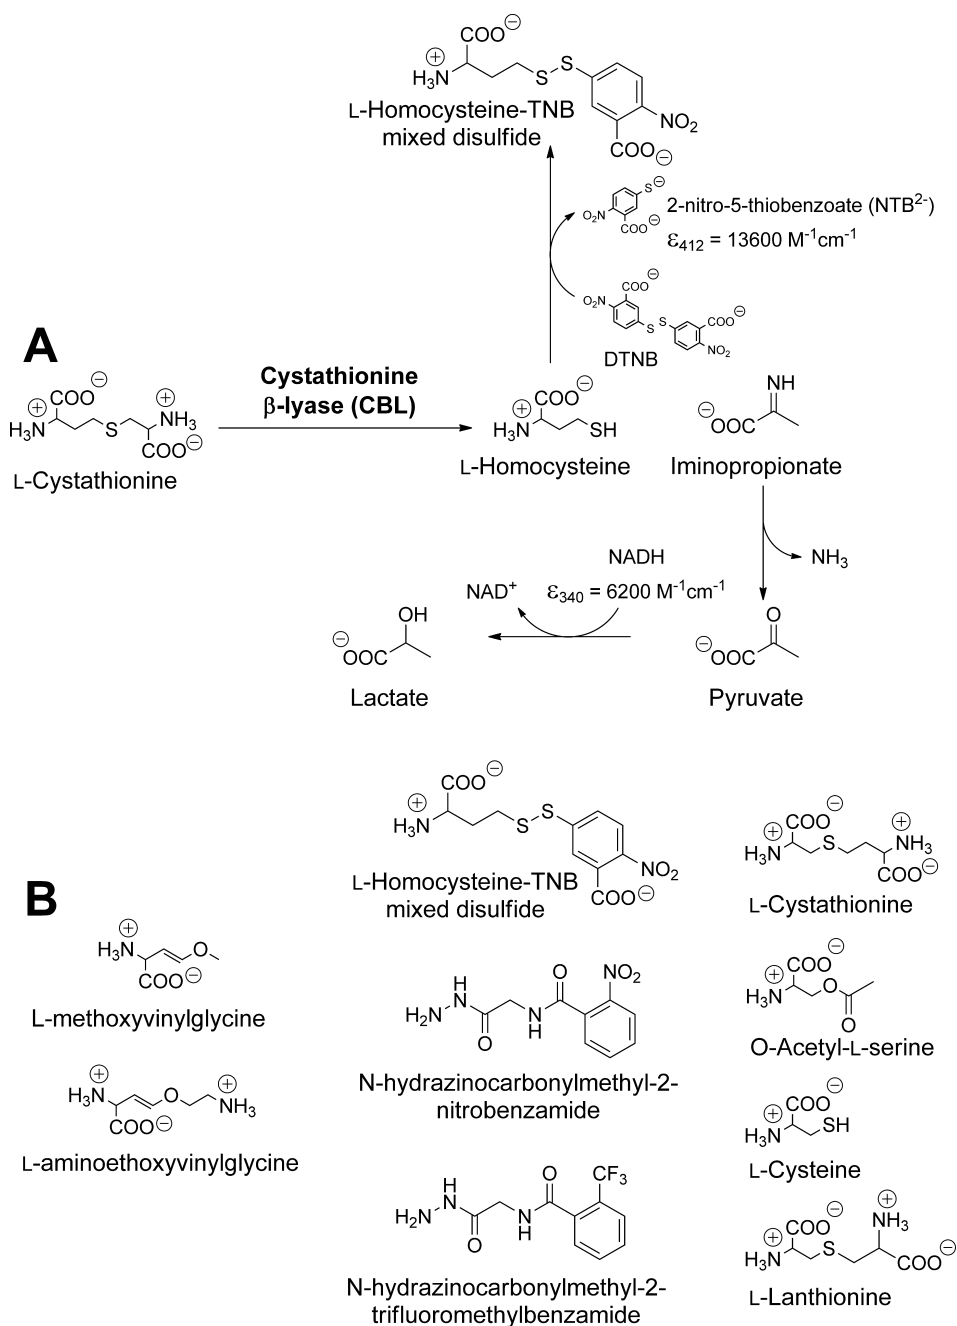 COO⊖
⊕
H3N
S
S
NO2
COO⊖
L-Homocysteine-TNB
mixed disulfide
S⊖
O2N
COO⊖
2-nitro-5-thiobenzoate (NTB2-)
ε412 = 13600 M-1cm-1
COO⊖
O2N
S
S
COO⊖
NO2
DTNB
A
COO⊖
⊕
H3N
S
⊕
NH3
COO⊖
L-Cystathionine
Cystathionine
β-lyase (CBL)
COO⊖
⊕
H3N
SH
L-Homocysteine
NH
⊖OOC
Iminopropionate
NH3
NADH
NAD+
ε340 = 6200 M-1cm-1
OH
⊖OOC
Lactate
O
⊖OOC
Pyruvate
B
⊕
H3N
O
COO⊖
L-methoxyvinylglycine
⊕
H3N
O
⊕
NH3
COO⊖
L-aminoethoxyvinylglycine
COO⊖
⊕
H3N
S
S
NO2
COO⊖
L-Homocysteine-TNB
mixed disulfide
H2N
H
N
O
N
H
O
NO2
N-hydrazinocarbonylmethyl-2-
nitrobenzamide
H2N
H
N
O
N
H
O
CF3
N-hydrazinocarbonylmethyl-2-
trifluoromethylbenzamide
COO⊖
⊕
H3N
S
⊕
NH3
COO⊖
L-Cystathionine
COO⊖
⊕
H3N
O
O
O-Acetyl-L-serine
COO⊖
⊕
H3N
SH
L-Cysteine
COO⊖
⊕
H3N
S
⊕
NH3
COO⊖
L-Lanthionine